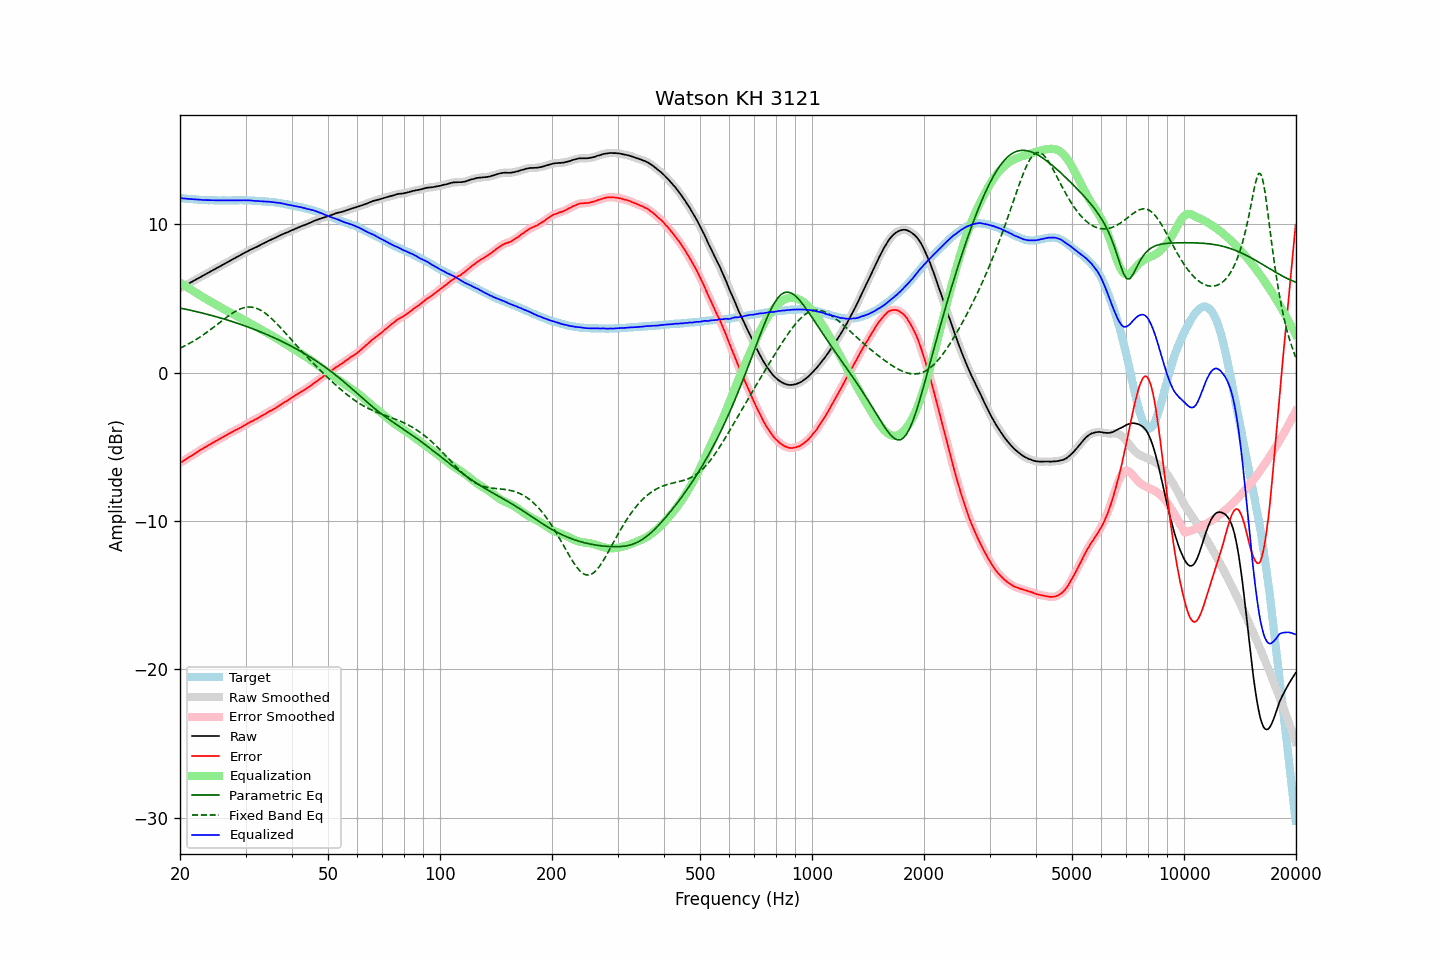 Watson KH 3121
Amplitude (dBr)
10
0
−10
−20
−30
Target
Raw Smoothed
Error Smoothed
Raw
Error
Equalization
Parametric Eq
Fixed Band Eq
Equalized
20 50 100 200 500 1000 2000 5000 10000 20000
Frequency (Hz)